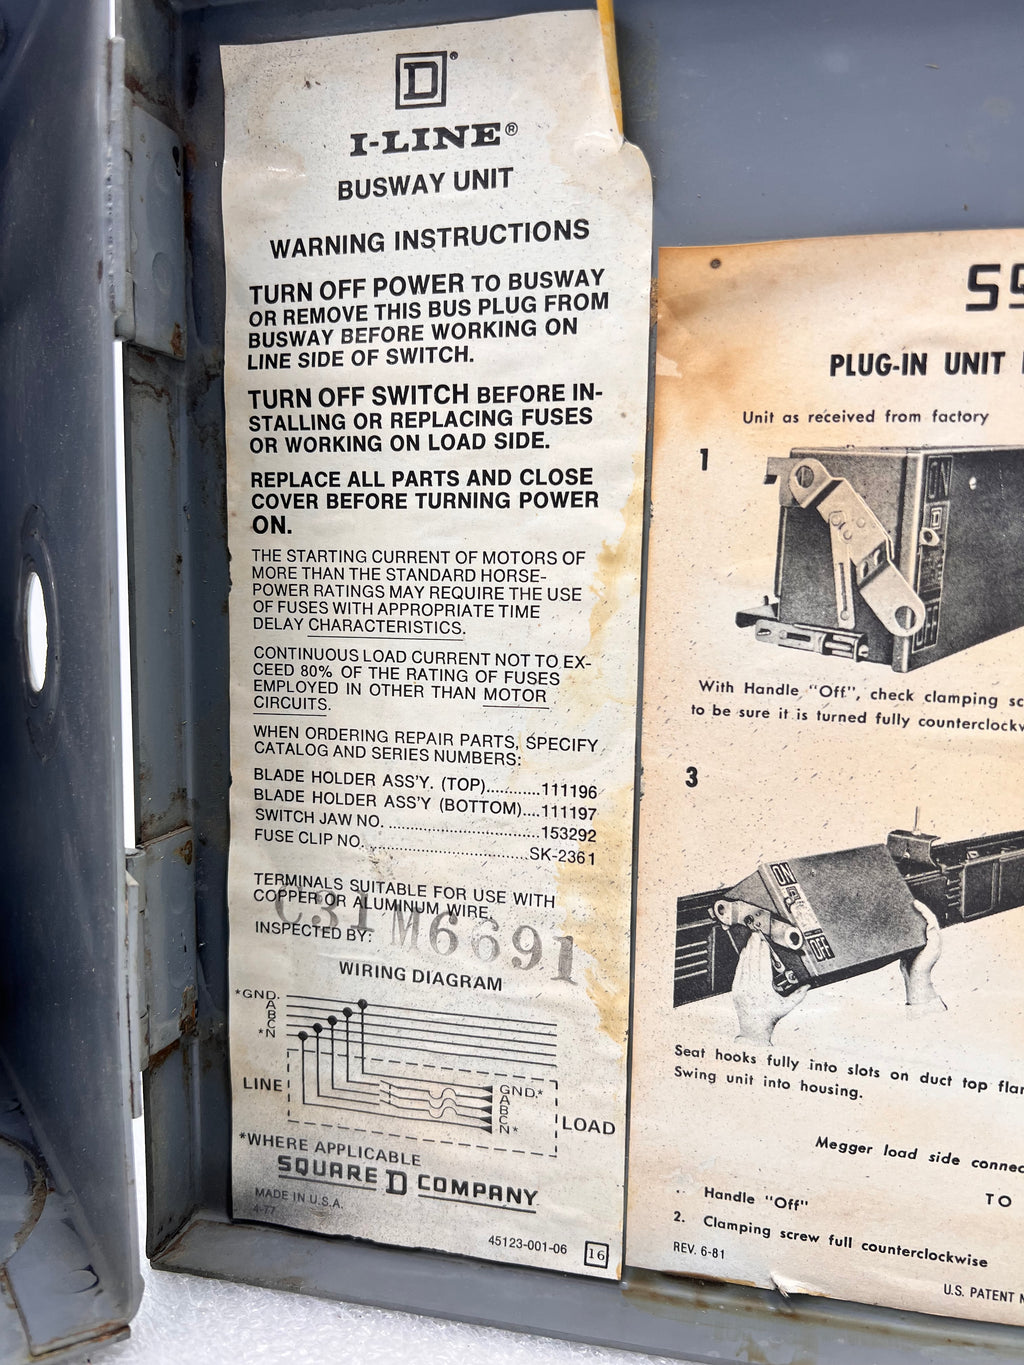 D®
I-LINE®
BUSWAY UNIT
WARNING INSTRUCTIONS
TURN OFF POWER TO BUSWAY
OR REMOVE THIS BUS PLUG FROM
BUSWAY BEFORE WORKING ON
LINE SIDE OF SWITCH.
TURN OFF SWITCH BEFORE IN-
STALLING OR REPLACING FUSES
OR WORKING ON LOAD SIDE.
REPLACE ALL PARTS AND CLOSE
COVER BEFORE TURNING POWER
ON.
THE STARTING CURRENT OF MOTORS OF
MORE THAN THE STANDARD HORSE-
POWER RATINGS MAY REQUIRE THE USE
OF FUSES WITH APPROPRIATE TIME
DELAY CHARACTERISTICS.
CONTINUOUS LOAD CURRENT NOT TO EX-
CEED 80% OF THE RATING OF FUSES
EMPLOYED IN OTHER THAN MOTOR
CIRCUITS.
WHEN ORDERING REPAIR PARTS, SPECIFY
CATALOG AND SERIES NUMBERS:
BLADE HOLDER ASS'Y. (TOP)...........111196
BLADE HOLDER ASS'Y (BOTTOM)....111197
SWITCH JAW NO. ...............................153292
FUSE CLIP NO. .................................SK-2361
TERMINALS SUITABLE FOR USE WITH
COPPER OR ALUMINUM WIRE.
INSPECTED BY:
C31M6691
WIRING DIAGRAM
*GND.
A
B
C
*N
LINE
GND.*
A
B
C
N*
LOAD
*WHERE APPLICABLE
SQUARE D COMPANY
MADE IN U.S.A.
4-77
45123-001-06 16
PLUG-IN UNIT
Unit as received from factory
1
ON
D
With Handle "Off", check clamping
to be sure it is turned fully
3
ON
OFF
Seat hooks fully into slots on duct top
Swing unit into housing.
Megger load side
TO
Handle "Off"
2. Clamping screw full counterclockwise
REV. 6-81
U.S. PATENT